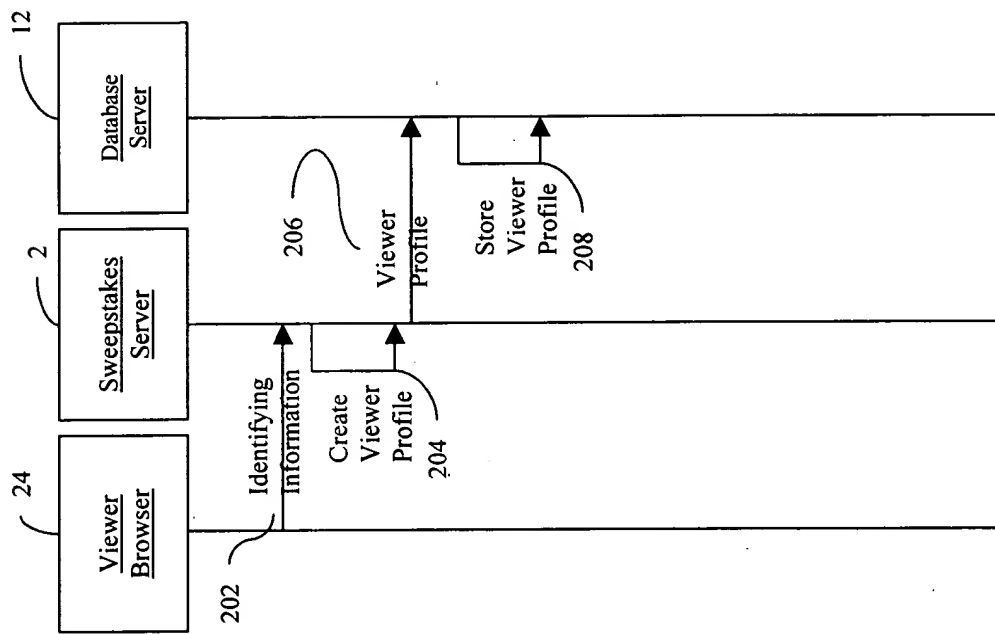 24
Viewer
Browser
2
Sweepstakes
Server
12
Database
Server
202
Identifying
Information
Create
Viewer
Profile
204
206
Viewer
Profile
Store
Viewer
Profile
208